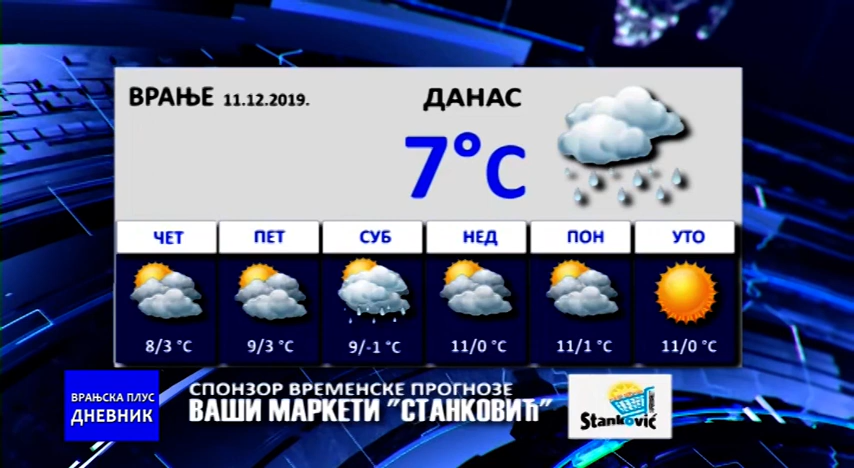 ВРАЊЕ 11.12.2019.
ДАНАС
7°C
ЧЕТ ПЕТ СУБ НЕД ПОН УТО
8/3 °C 9/3 °C 9/-1 °C 11/0 °C 11/1 °C 11/0 °C
ВРАЊСКА ПЛУС
ДНЕВНИК
СПОНЗОР ВРЕМЕНСКЕ ПРОГНОЗЕ
ВАШИ МАРКЕТИ "СТАНКОВИЋ"
Stanković